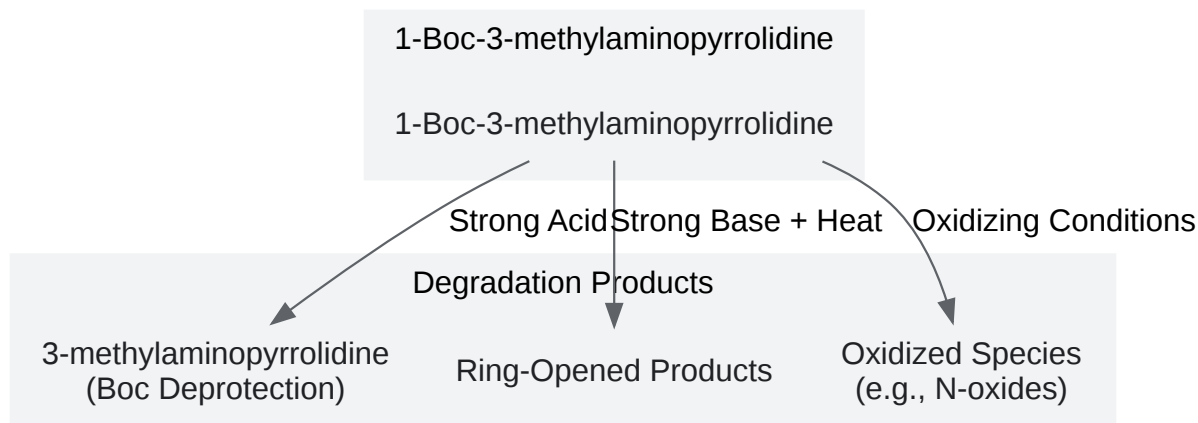 1-Boc-3-methylaminopyrrolidine
1-Boc-3-methylaminopyrrolidine
Strong Acid
Strong Base + Heat
Oxidizing Conditions
Degradation Products
3-methylaminopyrrolidine
(Boc Deprotection)
Ring-Opened Products
Oxidized Species
(e.g., N-oxides)